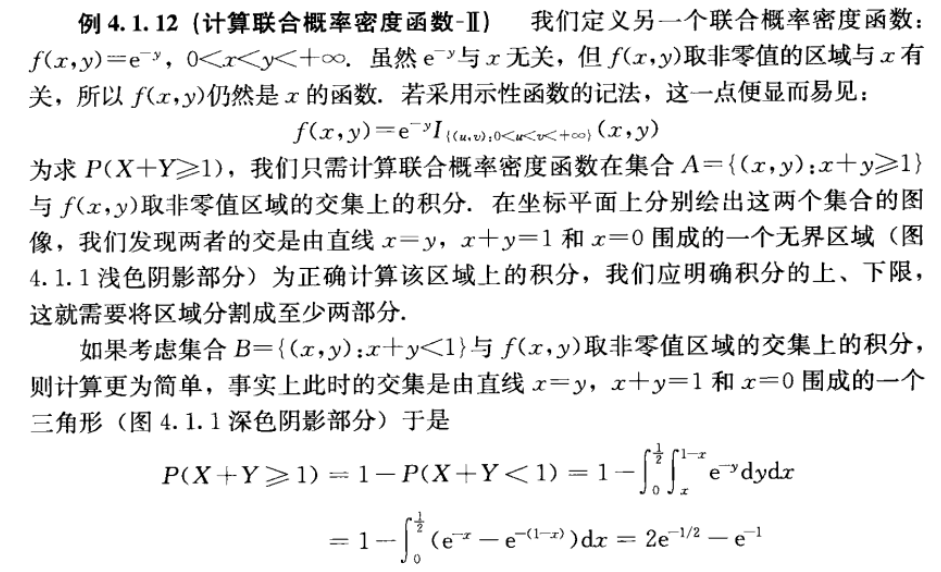 例 4.1.12 (计算联合概率密度函数-Ⅱ) 我们定义另一个联合概率密度函数:
f(x,y)=e^{-y}, 0<x<y<+∞. 虽然 e^{-y}与 x 无关, 但 f(x,y)取非零值的区域与 x 有
关, 所以 f(x,y)仍然是 x 的函数. 若采用示性函数的记法, 这一点便显而易见:
f(x,y)=e^{-y}I_{{(u,v):0<u<v<+∞}}(x,y)
为求 P(X+Y≥1), 我们只需计算联合概率密度函数在集合 A={(x,y):x+y≥1}
与 f(x,y)取非零值区域的交集上的积分. 在坐标平面上分别绘出这两个集合的图
像, 我们发现两者的交是由直线 x=y, x+y=1 和 x=0 围成的一个无界区域 (图
4.1.1 浅色阴影部分) 为正确计算该区域上的积分, 我们应明确积分的上、下限,
这就需要将区域分割成至少两部分.
如果考虑集合 B={(x,y):x+y<1}与 f(x,y)取非零值区域的交集上的积分,
则计算更为简单, 事实上此时的交集是由直线 x=y, x+y=1 和 x=0 围成的一个
三角形 (图 4.1.1 深色阴影部分) 于是
P(X+Y≥1) = 1-P(X+Y<1) = 1-∫_0^{1/2}∫_x^{1-x} e^{-y}dydx
= 1-∫_0^{1/2}(e^{-x}-e^{-(1-x)})dx = 2e^{-1/2}-e^{-1}